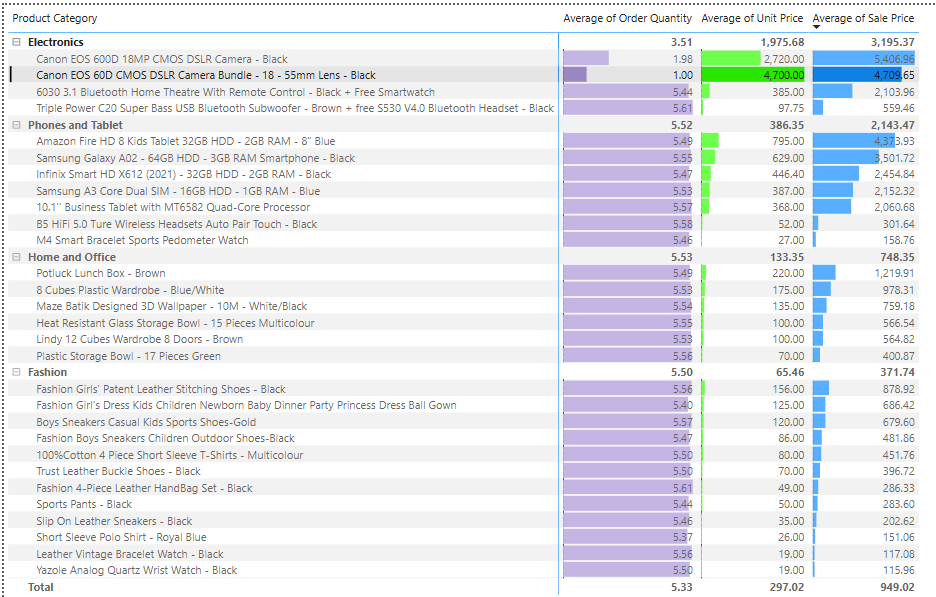 Product Category Average of Order Quantity Average of Unit Price Average of Sale Price
Electronics 3.51 1,975.68 3,195.37
Canon EOS 600D 18MP CMOS DSLR Camera - Black 1.98 2,720.00 5,406.96
Canon EOS 60D CMOS DSLR Camera Bundle - 18 - 55mm Lens - Black 1.00 4,700.00 4,709.65
6030 3.1 Bluetooth Home Theatre With Remote Control - Black + Free Smartwatch 5.44 385.00 2,103.96
Triple Power C20 Super Bass USB Bluetooth Subwoofer - Brown + free S530 V4.0 Bluetooth Headset - Black 5.61 97.75 559.46
Phones and Tablet 5.52 386.35 2,143.47
Amazon Fire HD 8 Kids Tablet 32GB HDD - 2GB RAM - 8" Blue 5.49 795.00 4,373.93
Samsung Galaxy A02 - 64GB HDD - 3GB RAM Smartphone - Black 5.55 629.00 3,501.72
Infinix Smart HD X612 (2021) - 32GB HDD - 2GB RAM - Black 5.47 446.40 2,454.84
Samsung A3 Core Dual SIM - 16GB HDD - 1GB RAM - Blue 5.53 387.00 2,152.32
10.1'' Business Tablet with MT6582 Quad-Core Processor 5.57 368.00 2,060.68
B5 HiFi 5.0 Ture Wireless Headsets Auto Pair Touch - Black 5.58 52.00 301.64
M4 Smart Bracelet Sports Pedometer Watch 5.46 27.00 158.76
Home and Office 5.53 133.35 748.35
Potluck Lunch Box - Brown 5.49 220.00 1,219.91
8 Cubes Plastic Wardrobe - Blue/White 5.53 175.00 978.31
Maze Batik Designed 3D Wallpaper - 10M - White/Black 5.54 135.00 759.18
Heat Resistant Glass Storage Bowl - 15 Pieces Multicolour 5.55 100.00 566.54
Lindy 12 Cubes Wardrobe 8 Doors - Brown 5.53 100.00 564.82
Plastic Storage Bowl - 17 Pieces Green 5.56 70.00 400.87
Fashion 5.50 65.46 371.74
Fashion Girls' Patent Leather Stitching Shoes - Black 5.56 156.00 878.92
Fashion Girl's Dress Kids Children Newborn Baby Dinner Party Princess Dress Ball Gown 5.40 125.00 686.42
Boys Sneakers Casual Kids Sports Shoes-Gold 5.57 120.00 679.60
Fashion Boys Sneakers Children Outdoor Shoes-Black 5.47 86.00 481.86
100%Cotton 4 Piece Short Sleeve T-Shirts - Multicolour 5.50 80.00 451.76
Trust Leather Buckle Shoes - Black 5.50 70.00 396.72
Fashion 4-Piece Leather HandBag Set - Black 5.61 49.00 286.33
Sports Pants - Black 5.44 50.00 283.60
Slip On Leather Sneakers - Black 5.46 35.00 202.62
Short Sleeve Polo Shirt - Royal Blue 5.37 26.00 151.06
Leather Vintage Bracelet Watch - Black 5.56 19.00 117.08
Yazole Analog Quartz Wrist Watch - Black 5.50 19.00 115.96
Total 5.33 297.02 949.02